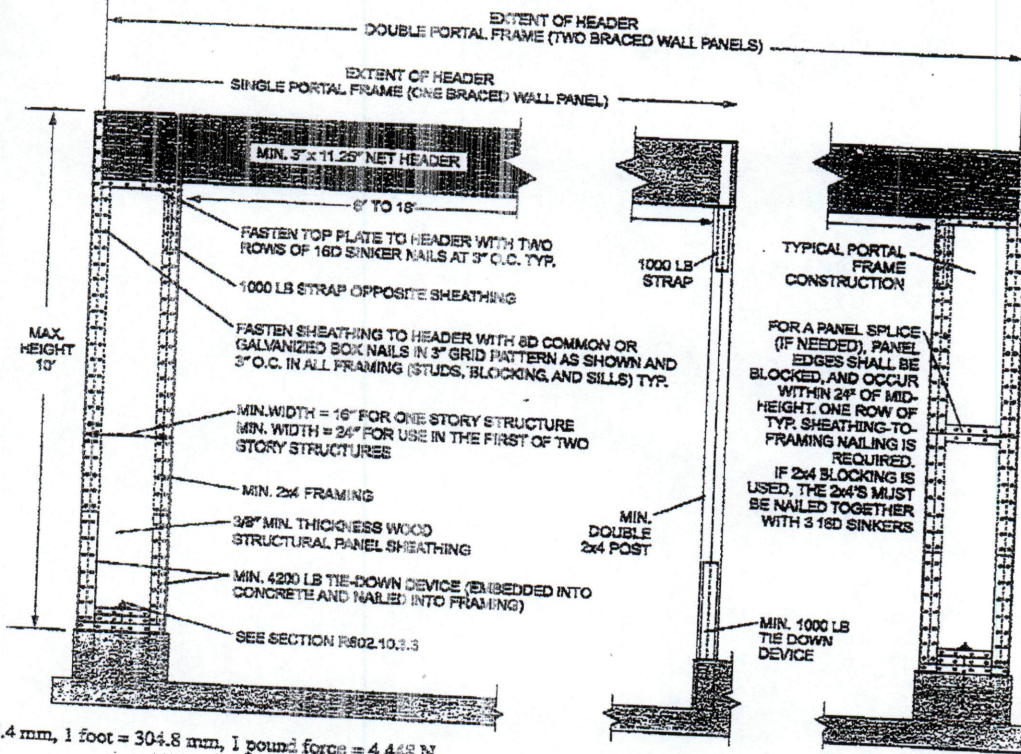 EXTENT OF HEADER
DOUBLE PORTAL FRAME (TWO BRACED WALL PANELS)
EXTENT OF HEADER
SINGLE PORTAL FRAME (ONE BRACED WALL PANEL)
MIN. 3" x 11.25" NET HEADER
6' TO 18'
FASTEN TOP PLATE TO HEADER WITH TWO
ROWS OF 16D SINKER NAILS AT 3" O.C. TYP.
1000 LB STRAP OPPOSITE SHEATHING
FASTEN SHEATHING TO HEADER WITH 8D COMMON OR
GALVANIZED BOX NAILS IN 3" GRID PATTERN AS SHOWN AND
3" O.C. IN ALL FRAMING (STUDS, BLOCKING, AND SILLS) TYP.
MAX.
HEIGHT
10'
MIN. WIDTH = 16" FOR ONE STORY STRUCTURE
MIN. WIDTH = 24" FOR USE IN THE FIRST OF TWO
STORY STRUCTURES
MIN. 2x4 FRAMING
3/8" MIN. THICKNESS WOOD
STRUCTURAL PANEL SHEATHING
MIN. 4200 LB TIE-DOWN DEVICE (EMBEDDED INTO
CONCRETE AND NAILED INTO FRAMING)
SEE SECTION R602.10.3.3
1000 LB
STRAP
MIN.
DOUBLE
2x4 POST
MIN. 1000 LB
TIE DOWN
DEVICE
TYPICAL PORTAL
FRAME
CONSTRUCTION
FOR A PANEL SPLICE
(IF NEEDED), PANEL
EDGES SHALL BE
BLOCKED, AND OCCUR
WITHIN 24" OF MID-
HEIGHT. ONE ROW OF
TYP. SHEATHING-TO-
FRAMING NAILING IS
REQUIRED.
IF 2x4 BLOCKING IS
USED, THE 2x4'S MUST
BE NAILED TOGETHER
WITH 3 16D SINKERS
.4 mm, 1 foot = 304.8 mm, 1 pound force = 4.448 N